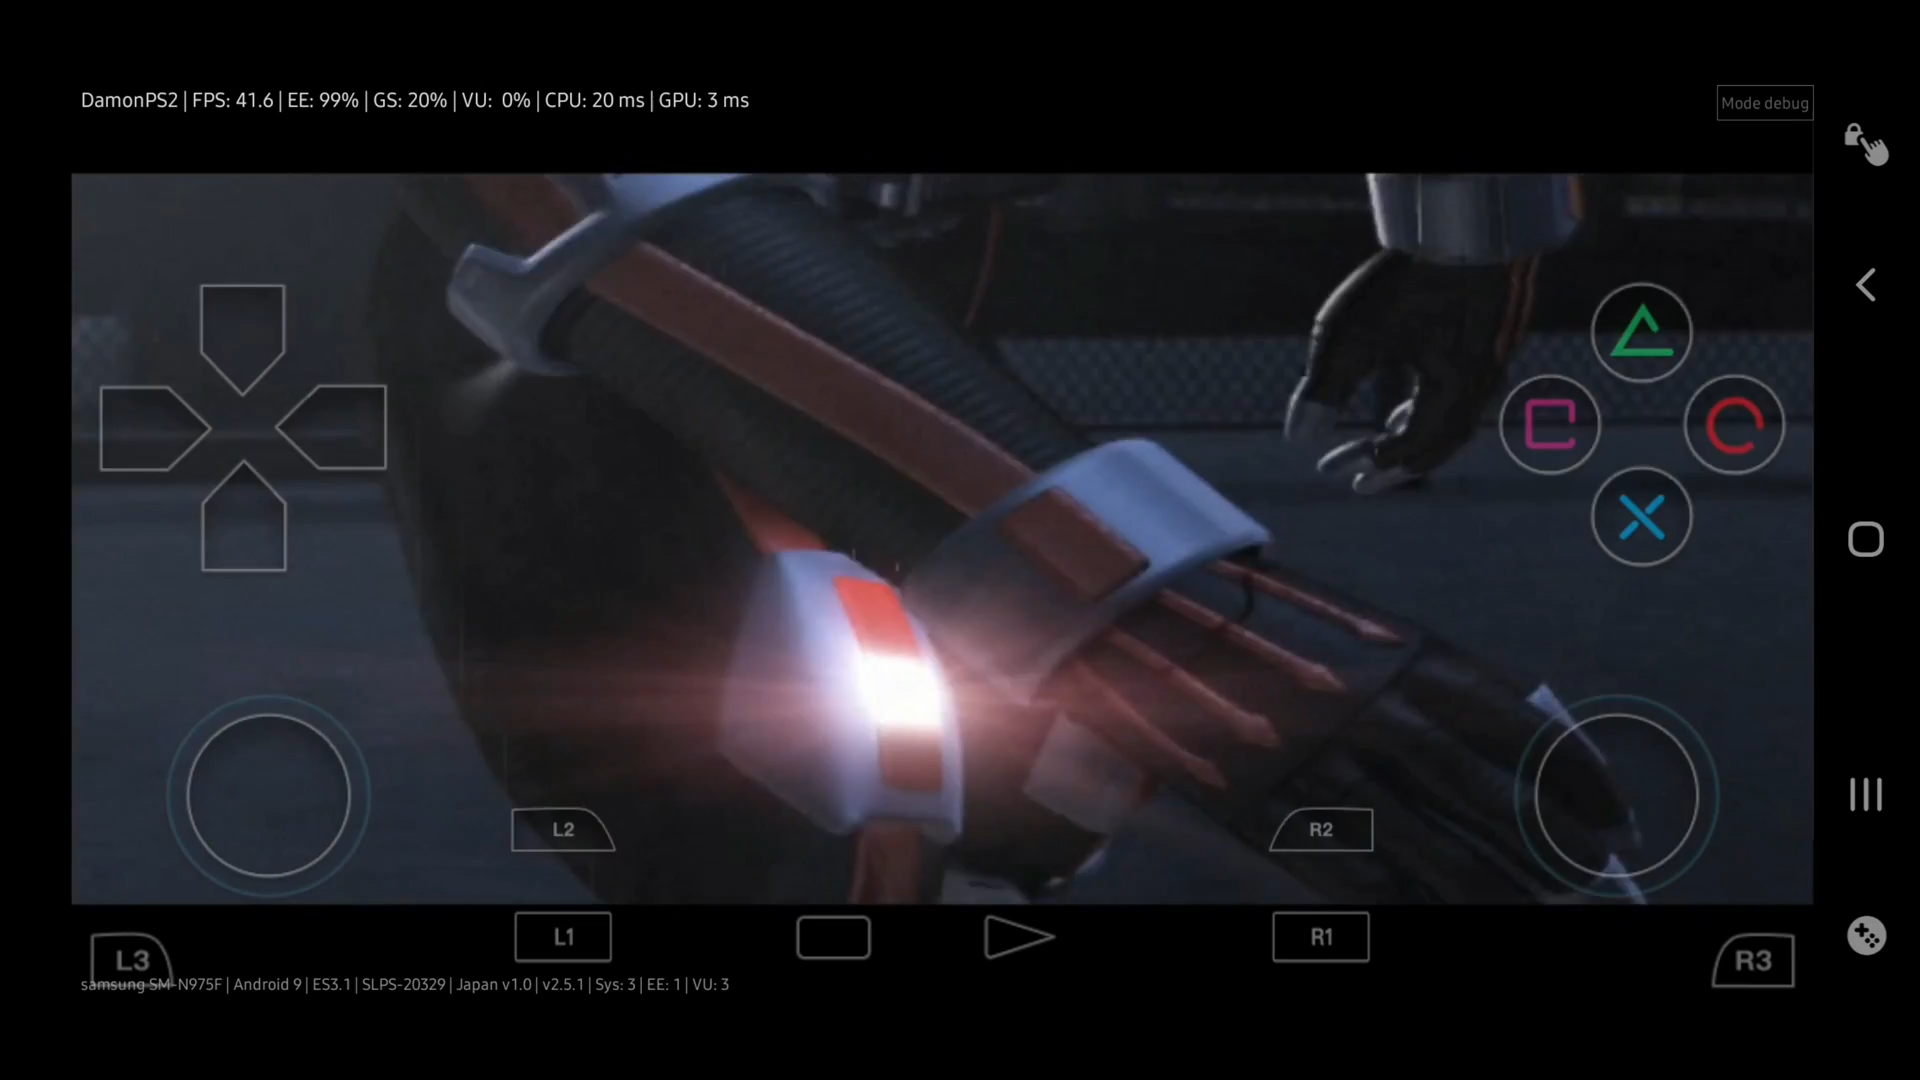 DamonPS2 | FPS: 41.6 | EE: 99% | GS: 20% | VU: 0% | CPU: 20 ms | GPU: 3 ms
Mode debug
L2
R2
L1
R1
L3
R3
samsung SM-N975F | Android 9 | ES3.1 | SLPS-20329 | Japan v1.0 | v2.5.1 | Sys: 3 | EE: 1 | VU: 3